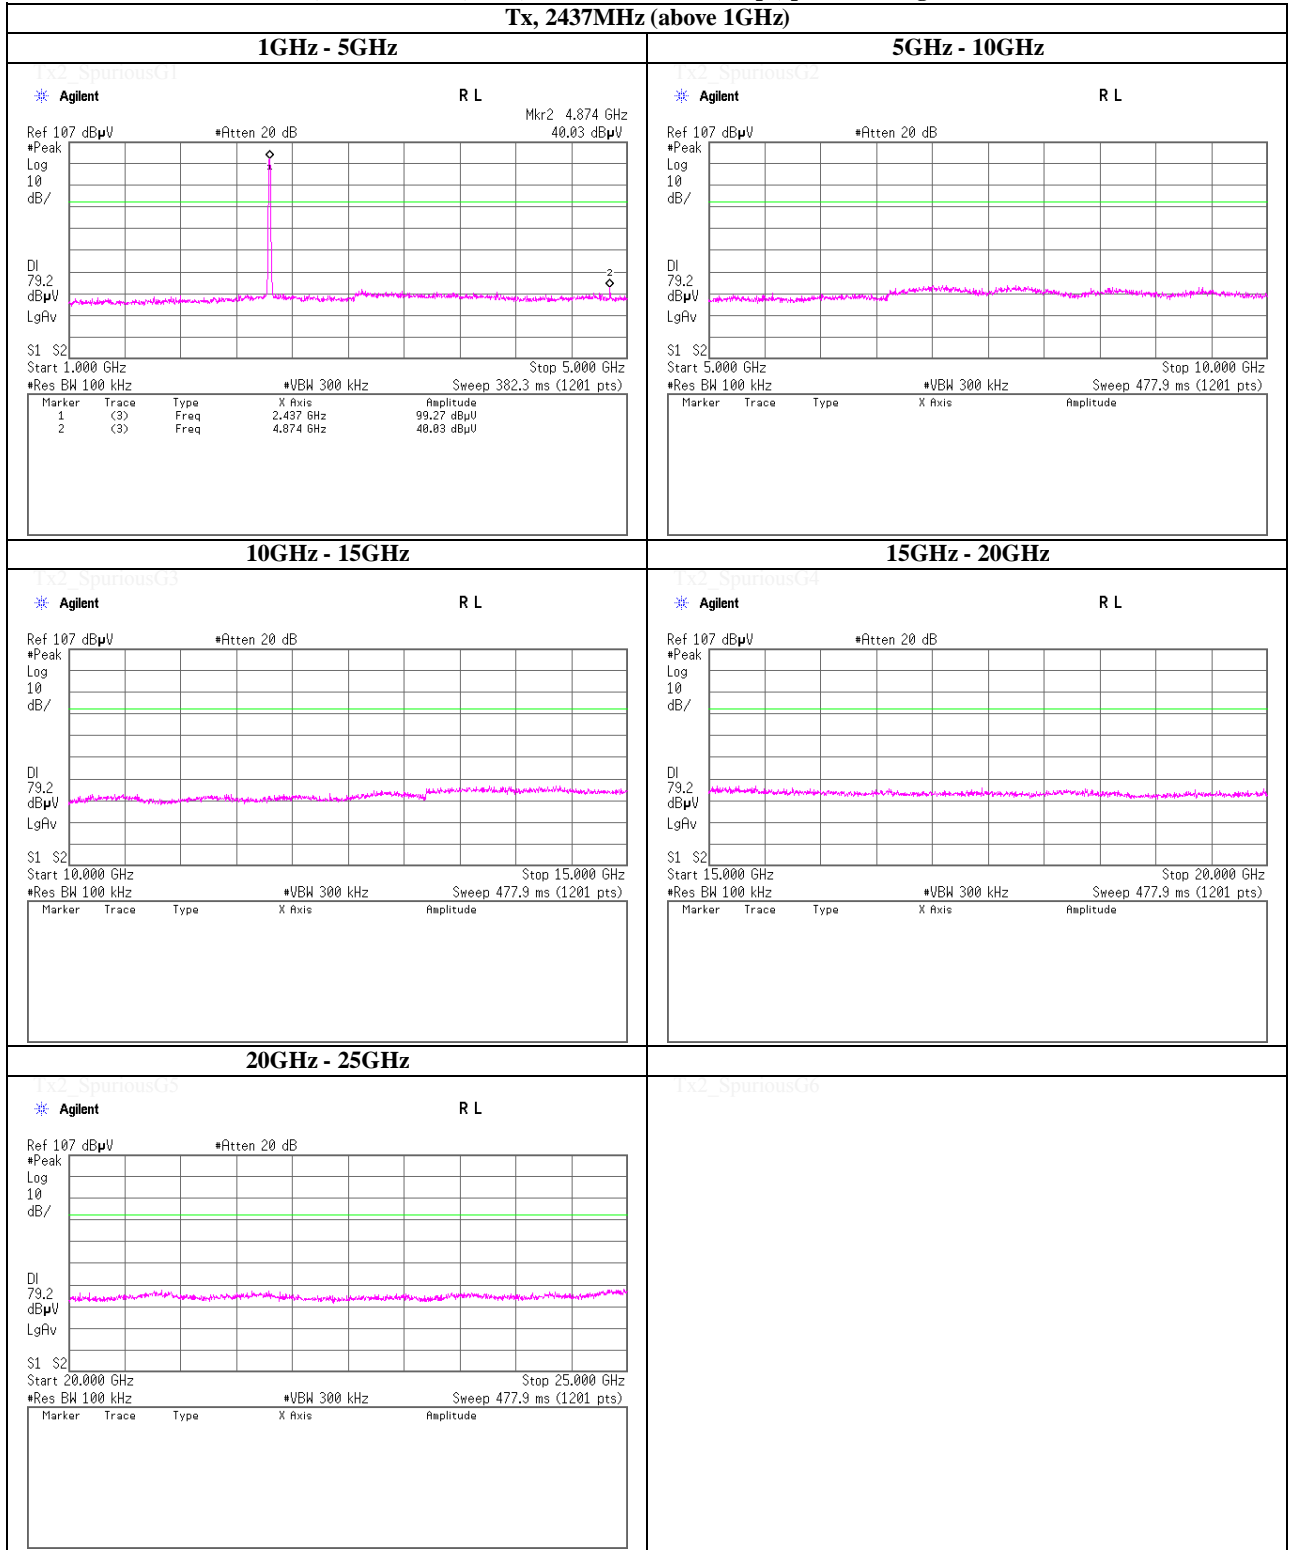 Tx, 2437MHz (above 1GHz)
1GHz - 5GHz
5GHz - 10GHz
Tx2_SpuriousG1
Agilent
R L
Mkr2 4.874 GHz
Ref 107 dBµV
#Atten 20 dB
40.03 dBµV
#Peak
Log
10
dB/
1
2
DI
79.2
dBµV
LgAv
S1 S2
Start 1.000 GHz
Stop 5.000 GHz
#Res BW 100 kHz
#VBW 300 kHz
Sweep 382.3 ms (1201 pts)
Marker Trace Type X Axis Amplitude
1 (3) Freq 2.437 GHz 99.27 dBµV
2 (3) Freq 4.874 GHz 40.03 dBµV
Tx2_SpuriousG2
Agilent
R L
Ref 107 dBµV
#Atten 20 dB
#Peak
Log
10
dB/
DI
79.2
dBµV
LgAv
S1 S2
Start 5.000 GHz
Stop 10.000 GHz
#Res BW 100 kHz
#VBW 300 kHz
Sweep 477.9 ms (1201 pts)
Marker Trace Type X Axis Amplitude
10GHz - 15GHz
15GHz - 20GHz
Tx2_SpuriousG3
Agilent
R L
Ref 107 dBµV
#Atten 20 dB
#Peak
Log
10
dB/
DI
79.2
dBµV
LgAv
S1 S2
Start 10.000 GHz
Stop 15.000 GHz
#Res BW 100 kHz
#VBW 300 kHz
Sweep 477.9 ms (1201 pts)
Marker Trace Type X Axis Amplitude
Tx2_SpuriousG4
Agilent
R L
Ref 107 dBµV
#Atten 20 dB
#Peak
Log
10
dB/
DI
79.2
dBµV
LgAv
S1 S2
Start 15.000 GHz
Stop 20.000 GHz
#Res BW 100 kHz
#VBW 300 kHz
Sweep 477.9 ms (1201 pts)
Marker Trace Type X Axis Amplitude
20GHz - 25GHz
Tx2_SpuriousG5
Agilent
R L
Ref 107 dBµV
#Atten 20 dB
#Peak
Log
10
dB/
DI
79.2
dBµV
LgAv
S1 S2
Start 20.000 GHz
Stop 25.000 GHz
#Res BW 100 kHz
#VBW 300 kHz
Sweep 477.9 ms (1201 pts)
Marker Trace Type X Axis Amplitude
Tx2_SpuriousG6